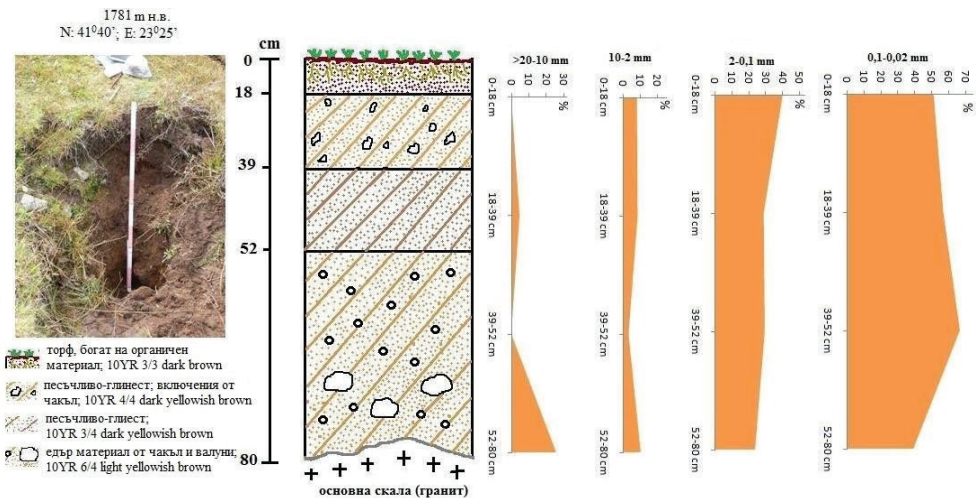 1781 m н.в.
N: 41⁰40'; E: 23⁰25'
cm
0
18
39
52
80
основна скала (гранит)
торф, богат на органичен
материал; 10YR 3/3 dark brown
песъчливо-глинест; включения от
чакъл; 10YR 4/4 dark yellowish brown
песъчливо-глиест;
10YR 3/4 dark yellowish brown
едър материал от чакъл и валуни;
10YR 6/4 light yellowish brown
>20-10 mm
0 10 20 30
%
0-18 cm
18-39 cm
39-52 cm
52-80 cm
10-2 mm
0 10 20
%
0-18 cm
18-39 cm
39-52 cm
52-80 cm
2-0,1 mm
0 10 20 30 40 50
%
0-18 cm
18-39 cm
39-52 cm
52-80 cm
0,1-0,02 mm
0 10 20 30 40 50 60 70
%
0-18 cm
18-39 cm
39-52 cm
52-80 cm